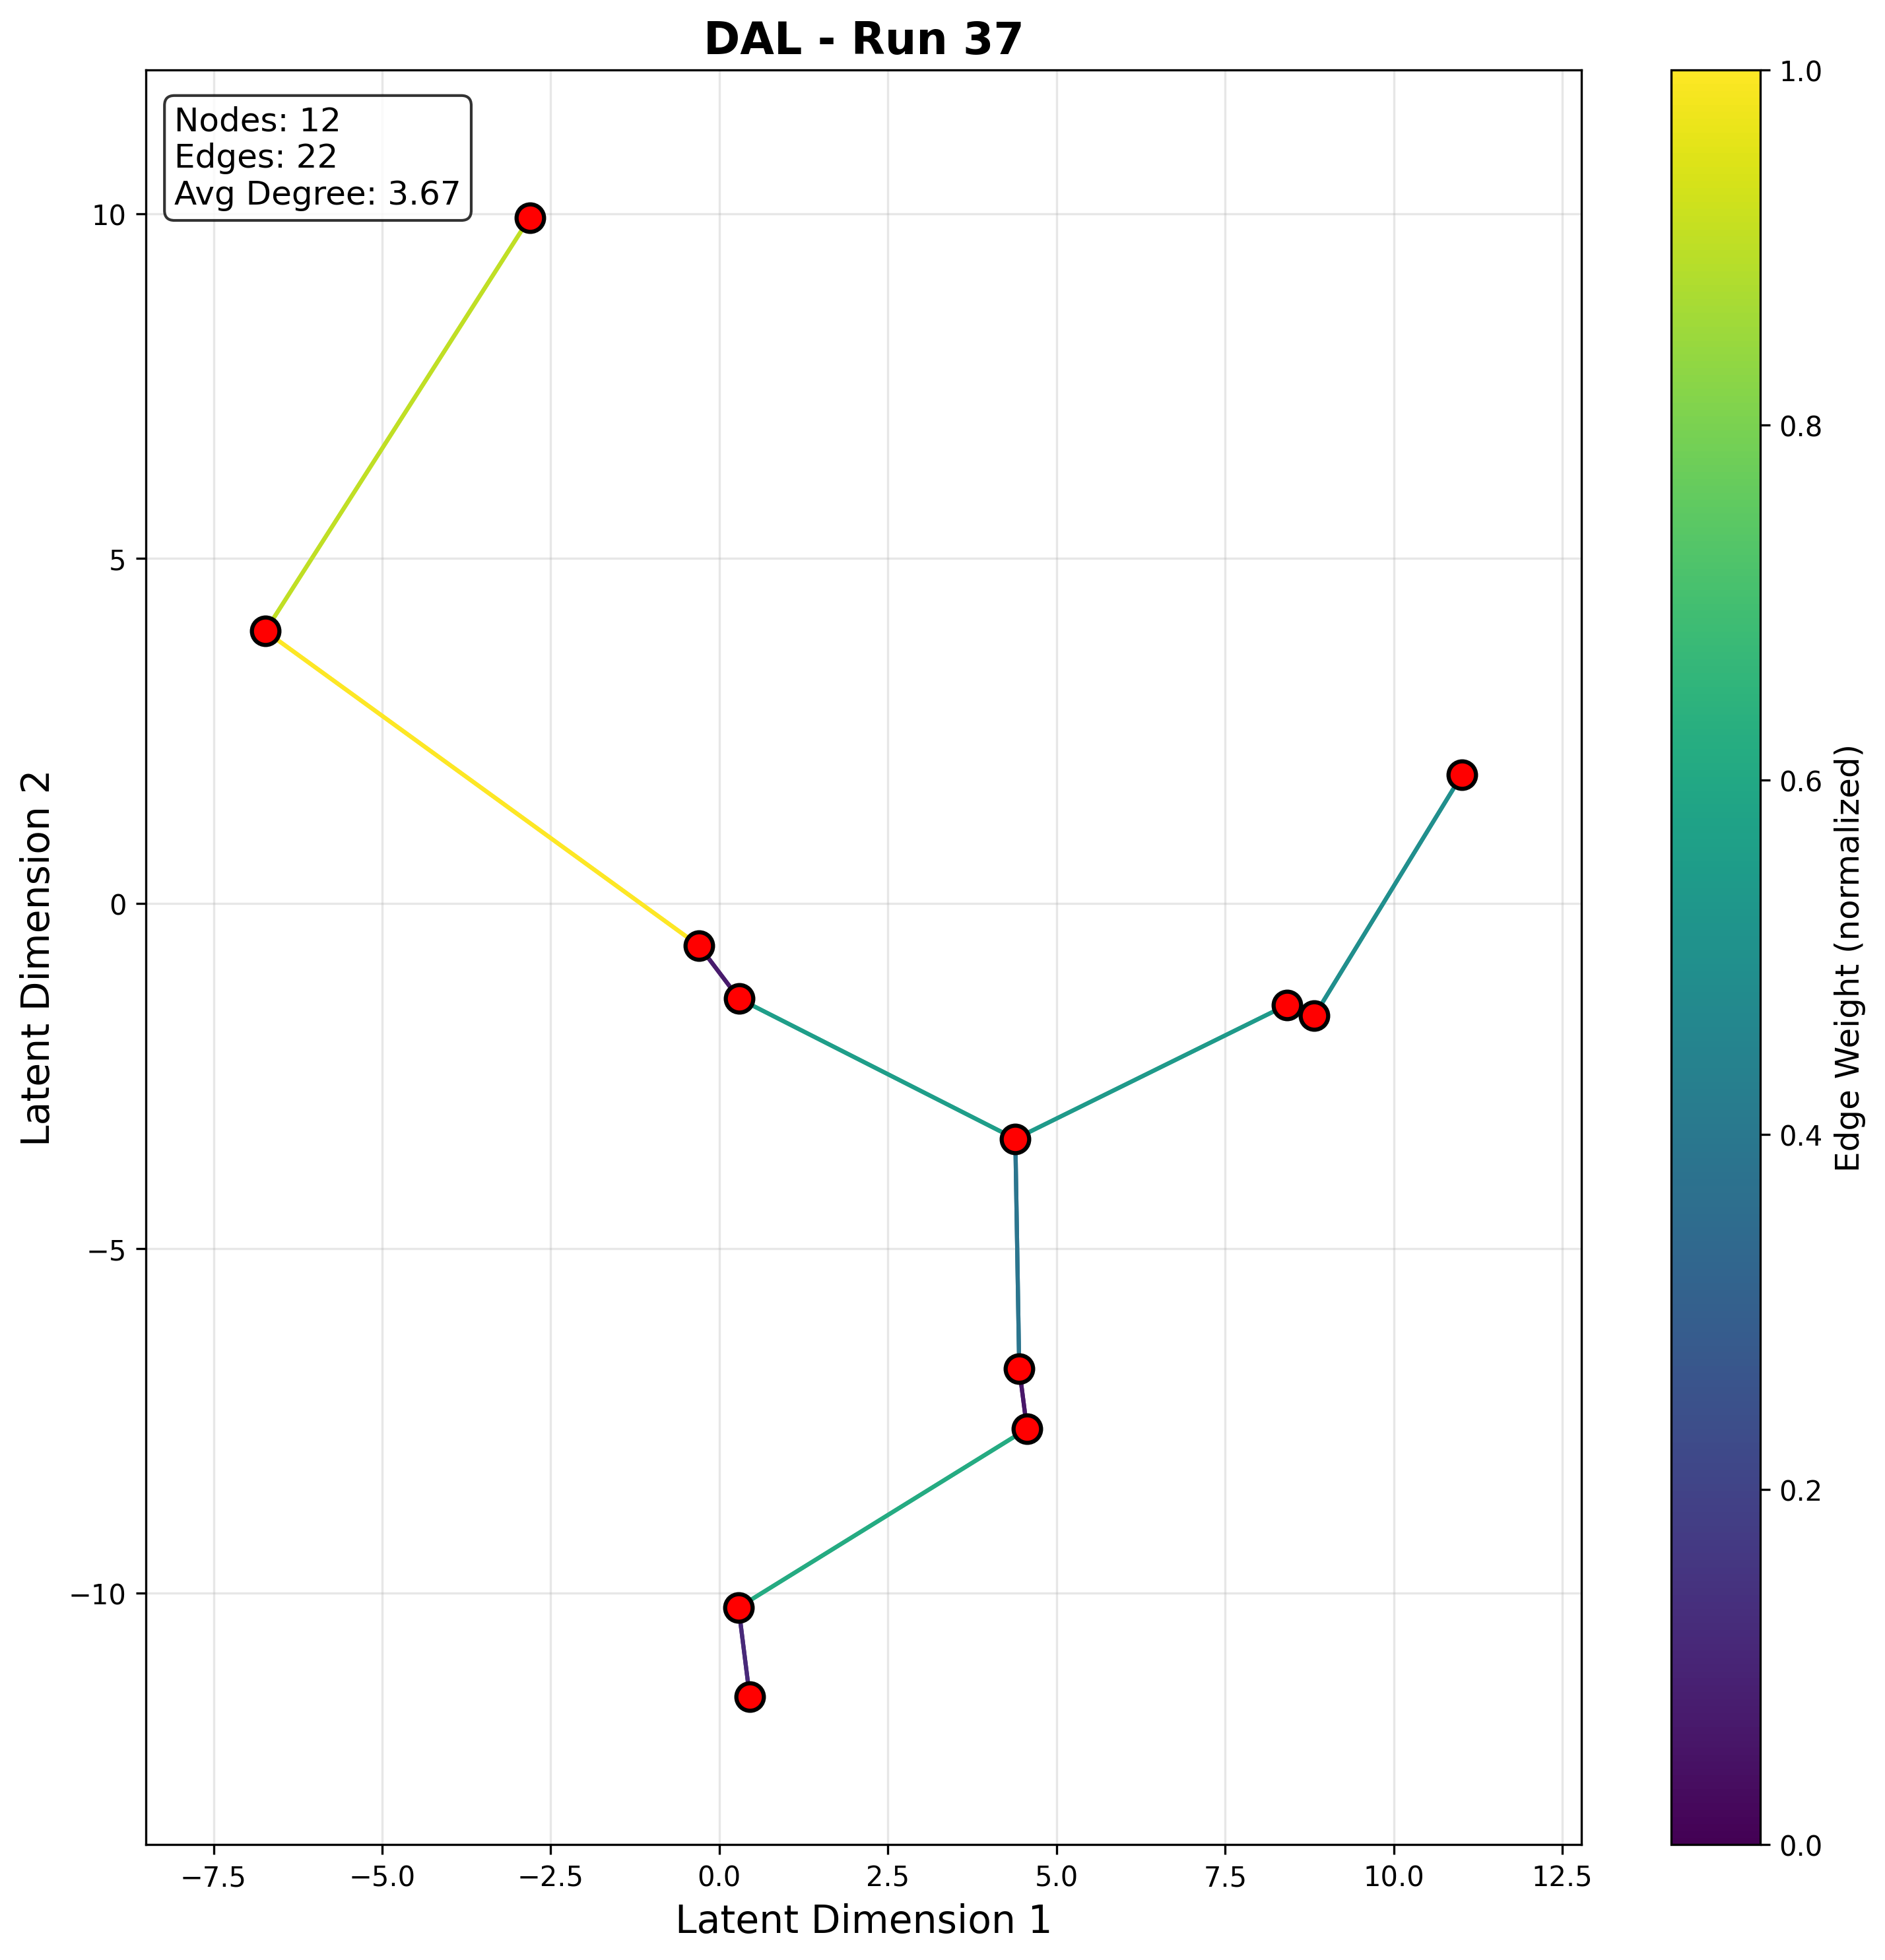 DAL - Run 37
Nodes: 12
Edges: 22
Avg Degree: 3.67
10
5
0
−5
−10
Latent Dimension 2
−7.5
−5.0
−2.5
0.0
2.5
5.0
7.5
10.0
12.5
Latent Dimension 1
1.0
0.8
0.6
0.4
0.2
0.0
Edge Weight (normalized)